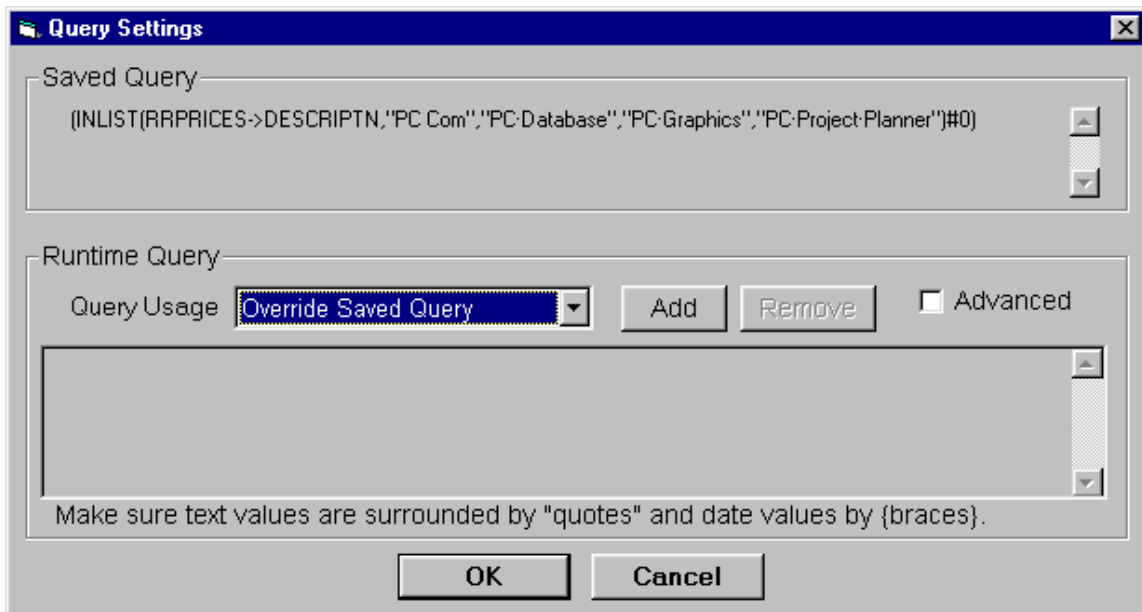 Query Settings
Saved Query
(INLIST(RRPRICES->DESCRIPTN,"PC Com","PC·Database","PC·Graphics","PC·Project·Planner")#0)
Runtime Query
Query Usage Override Saved Query Add Remove Advanced
Make sure text values are surrounded by "quotes" and date values by {braces}.
OK Cancel